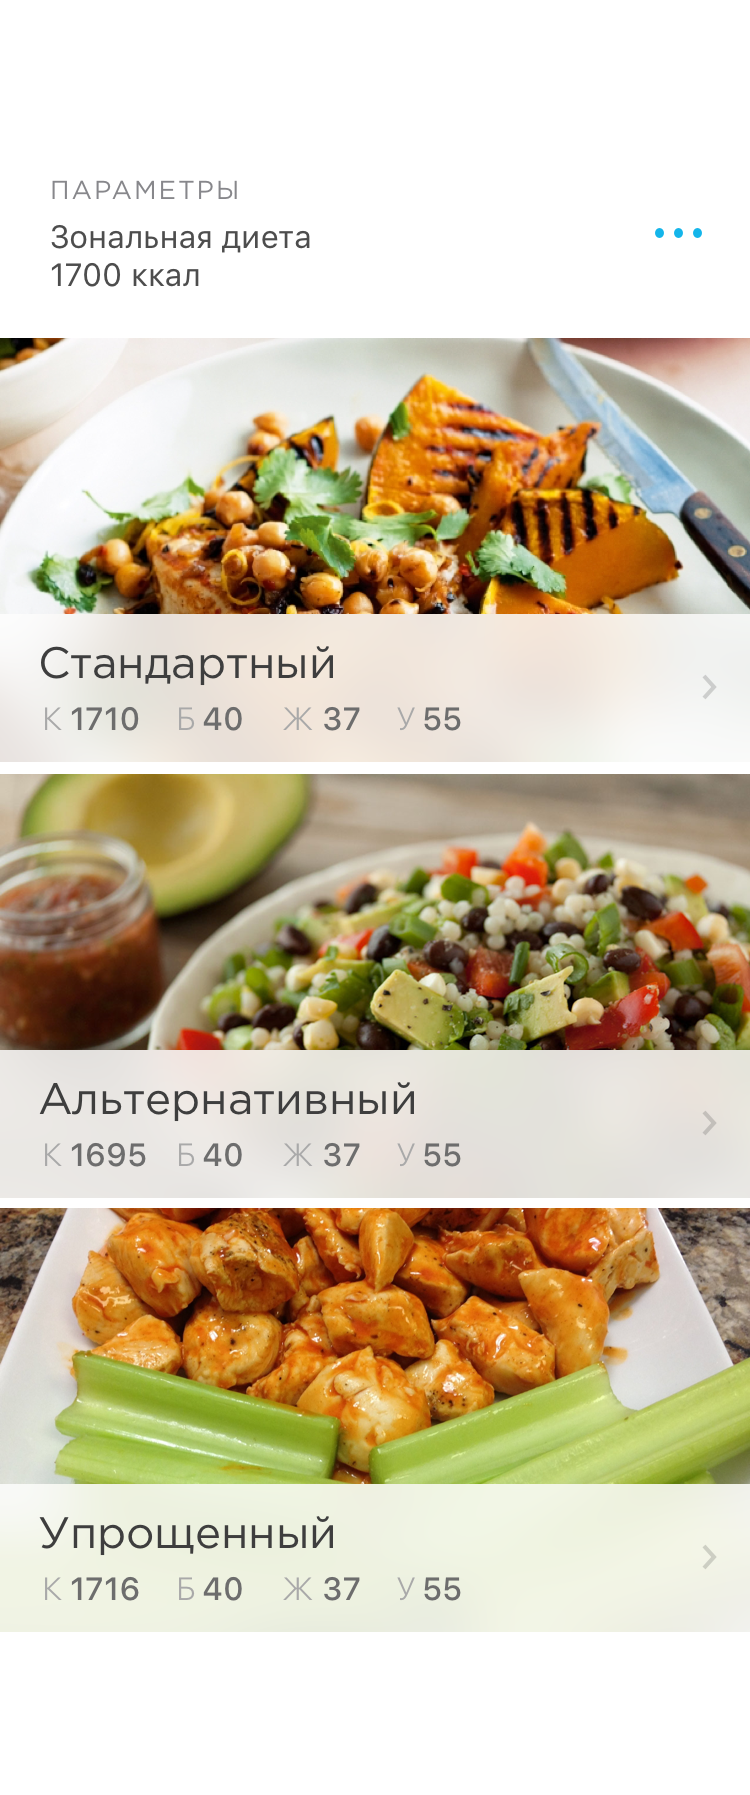 ПАРАМЕТРЫ
Зональная диета
1700 ккал
Стандартный
К 1710 Б 40 Ж 37 У 55
Альтернативный
К 1695 Б 40 Ж 37 У 55
Упрощенный
К 1716 Б 40 Ж 37 У 55